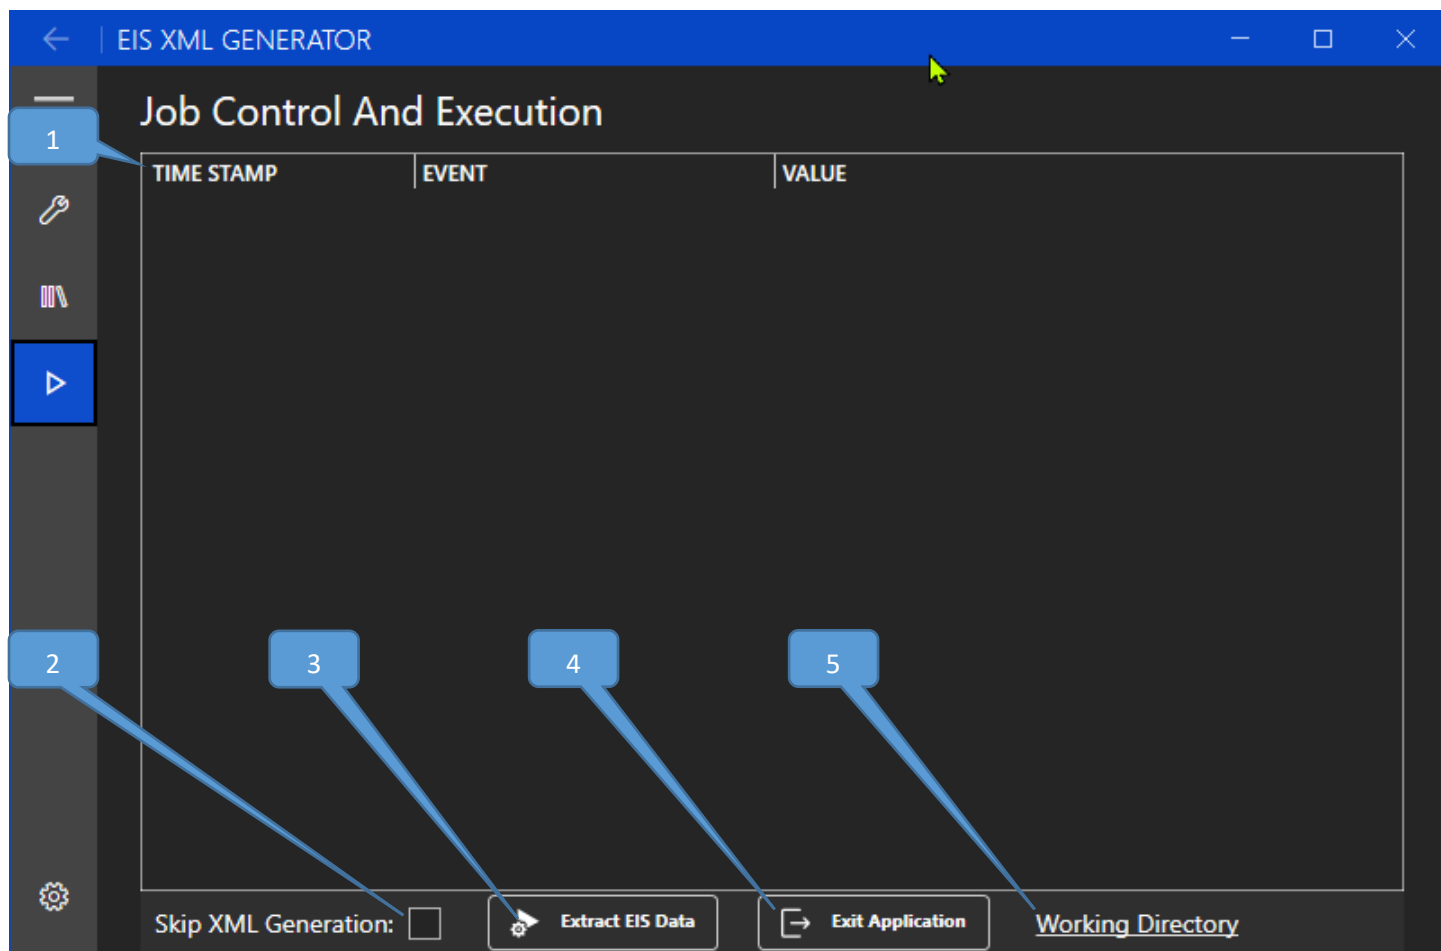 EIS XML GENERATOR
Job Control And Execution
1
TIME STAMP EVENT VALUE
2 3 4 5
Skip XML Generation: Extract EIS Data Exit Application Working Directory